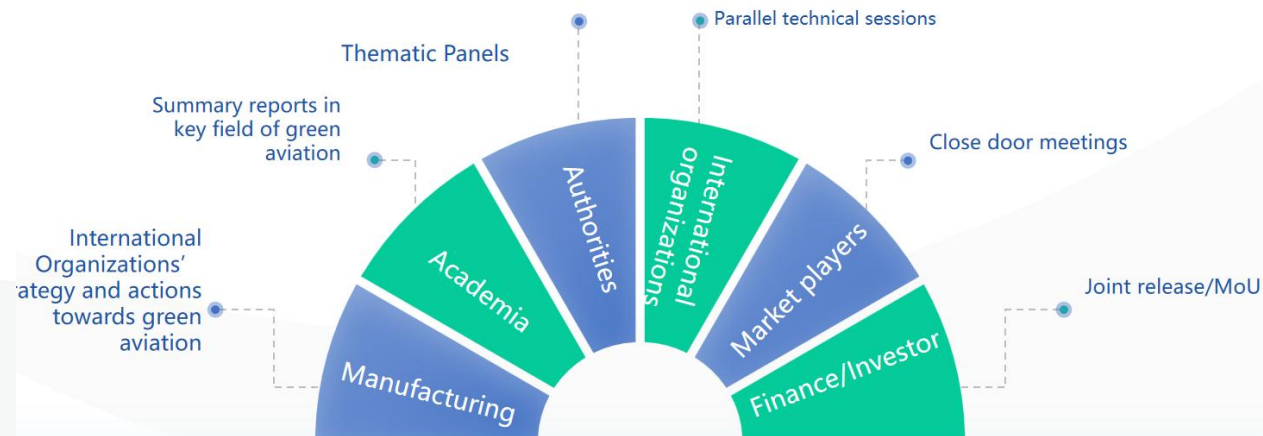 Parallel technical sessions
Thematic Panels
Summary reports in
key field of green
aviation
Close door meetings
International
Organizations’
rategy and actions
towards green
aviation
Joint release/MoU
Manufacturing
Academia
Authorities
International
organizations
Market players
Finance/Investor